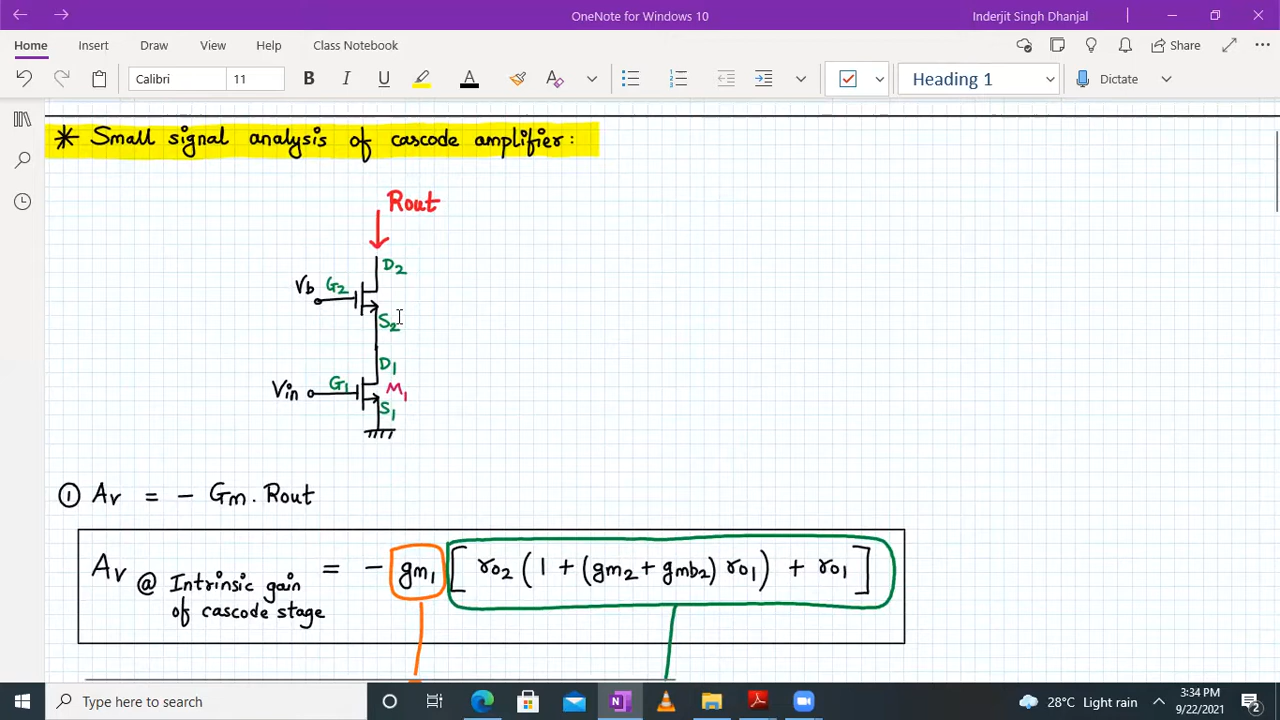 OneNote for Windows 10
Inderjit Singh Dhanjal
Home Insert Draw View Help Class Notebook
Share
Calibri 11 B I U A Heading 1 Dictate
* Small signal analysis of cascode amplifier:
Rout
D2
Vb G2
S2
D1
Vin G1 M1
S1
① Av = - Gm. Rout
Av @ Intrinsic gain of cascode stage = - gm1 [ ro2 ( 1 + (gm2 + gmb2) ro1 ) + ro1 ]
Type here to search
28°C Light rain
3:34 PM
9/22/2021
2